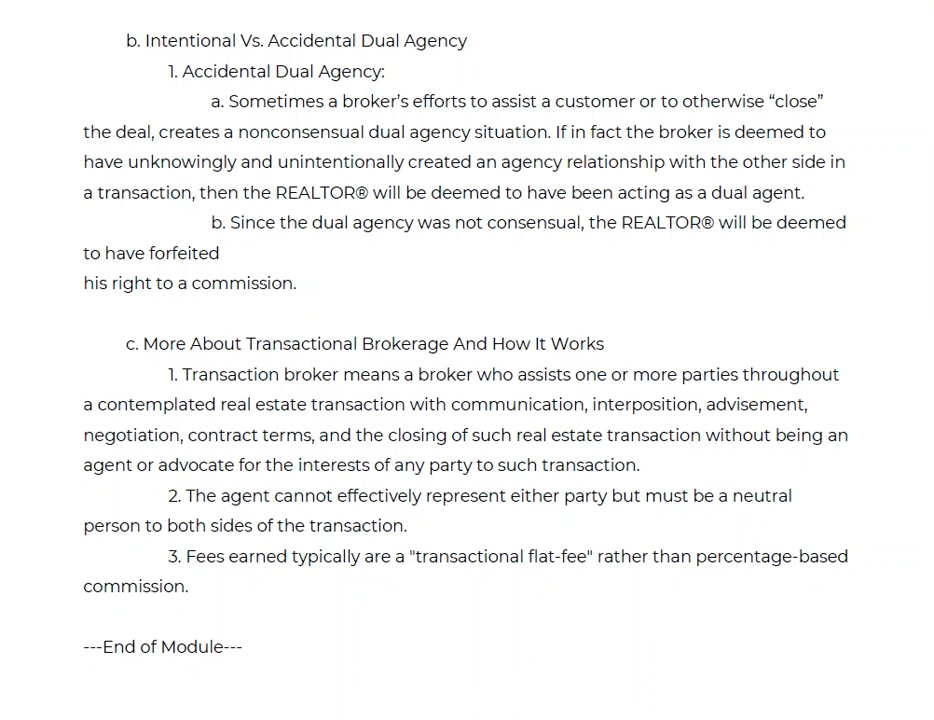 b. Intentional Vs. Accidental Dual Agency
1. Accidental Dual Agency:
a. Sometimes a broker’s efforts to assist a customer or to otherwise “close”
the deal, creates a nonconsensual dual agency situation. If in fact the broker is deemed to
have unknowingly and unintentionally created an agency relationship with the other side in
a transaction, then the REALTOR® will be deemed to have been acting as a dual agent.
b. Since the dual agency was not consensual, the REALTOR® will be deemed
to have forfeited
his right to a commission.
c. More About Transactional Brokerage And How It Works
1. Transaction broker means a broker who assists one or more parties throughout
a contemplated real estate transaction with communication, interposition, advisement,
negotiation, contract terms, and the closing of such real estate transaction without being an
agent or advocate for the interests of any party to such transaction.
2. The agent cannot effectively represent either party but must be a neutral
person to both sides of the transaction.
3. Fees earned typically are a "transactional flat-fee" rather than percentage-based
commission.
---End of Module---